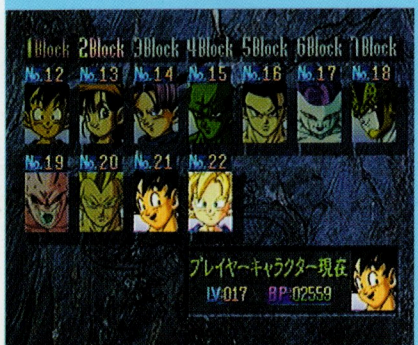 1Block 2Block 3Block 4Block 5Block 6Block 7Block
No.12 No.13 No.14 No.15 No.16 No.17 No.18
No.19 No.20 No.21 No.22
プレイヤーキャラクター現在
LV:017 BP:02559